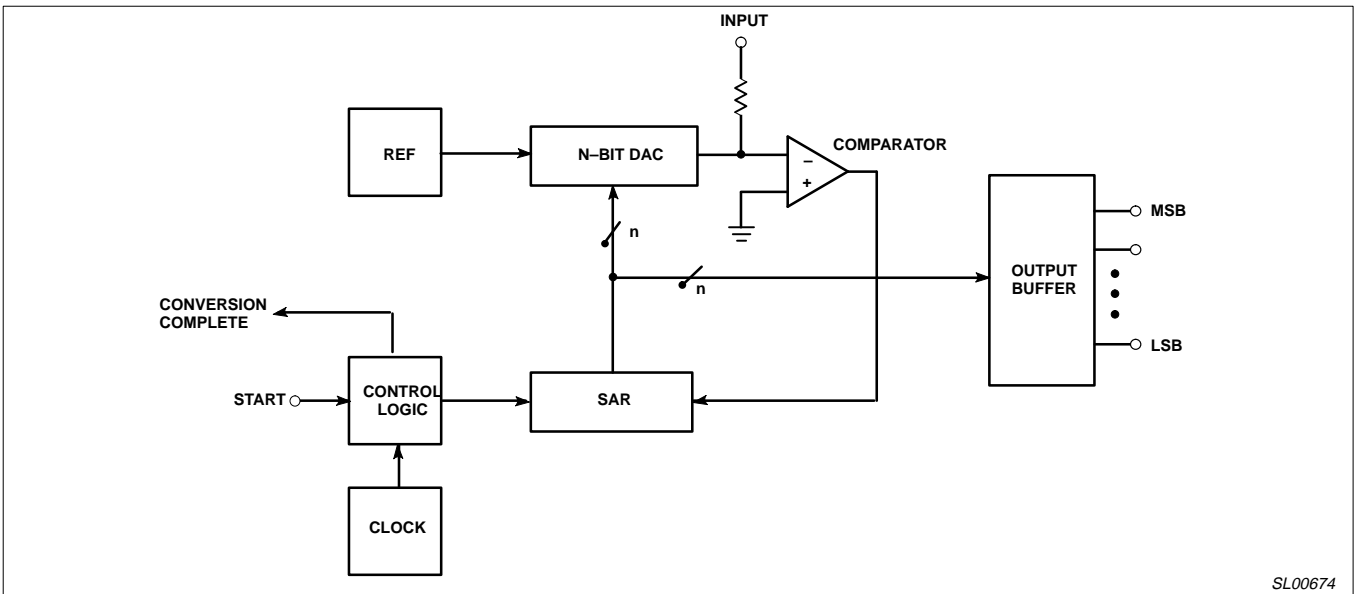 INPUT
REF
N–BIT DAC
–
+
COMPARATOR
n
n
OUTPUT
BUFFER
MSB
LSB
CONVERSION
COMPLETE
START
CONTROL
LOGIC
SAR
CLOCK
SL00674